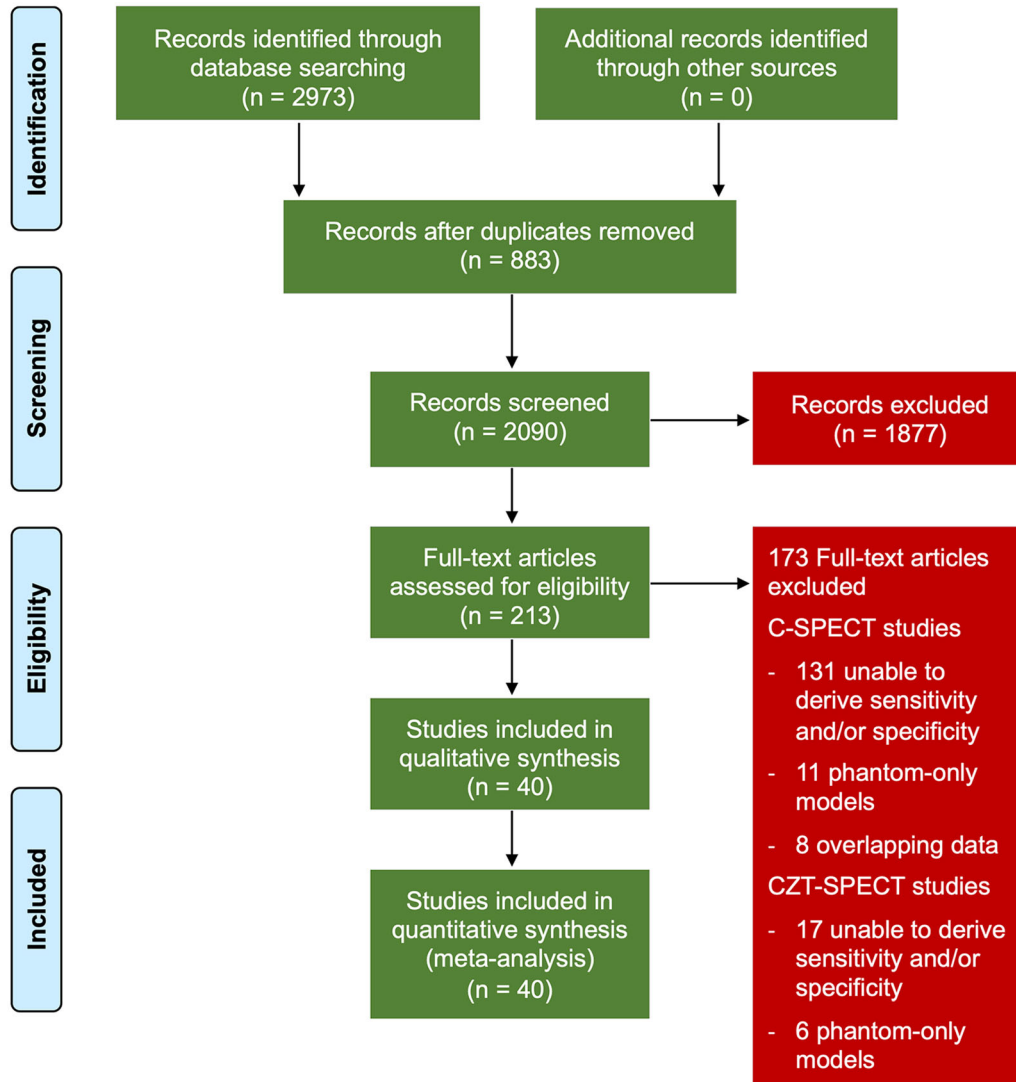 Identification
Records identified through
database searching
(n = 2973)
Additional records identified
through other sources
(n = 0)
Records after duplicates removed
(n = 883)
Screening
Records screened
(n = 2090)
Records excluded
(n = 1877)
Eligibility
Full-text articles
assessed for eligibility
(n = 213)
173 Full-text articles
excluded
C-SPECT studies
- 131 unable to
derive sensitivity
and/or specificity
- 11 phantom-only
models
- 8 overlapping data
CZT-SPECT studies
- 17 unable to derive
sensitivity and/or
specificity
- 6 phantom-only
models
Studies included in
qualitative synthesis
(n = 40)
Included
Studies included in
quantitative synthesis
(meta-analysis)
(n = 40)